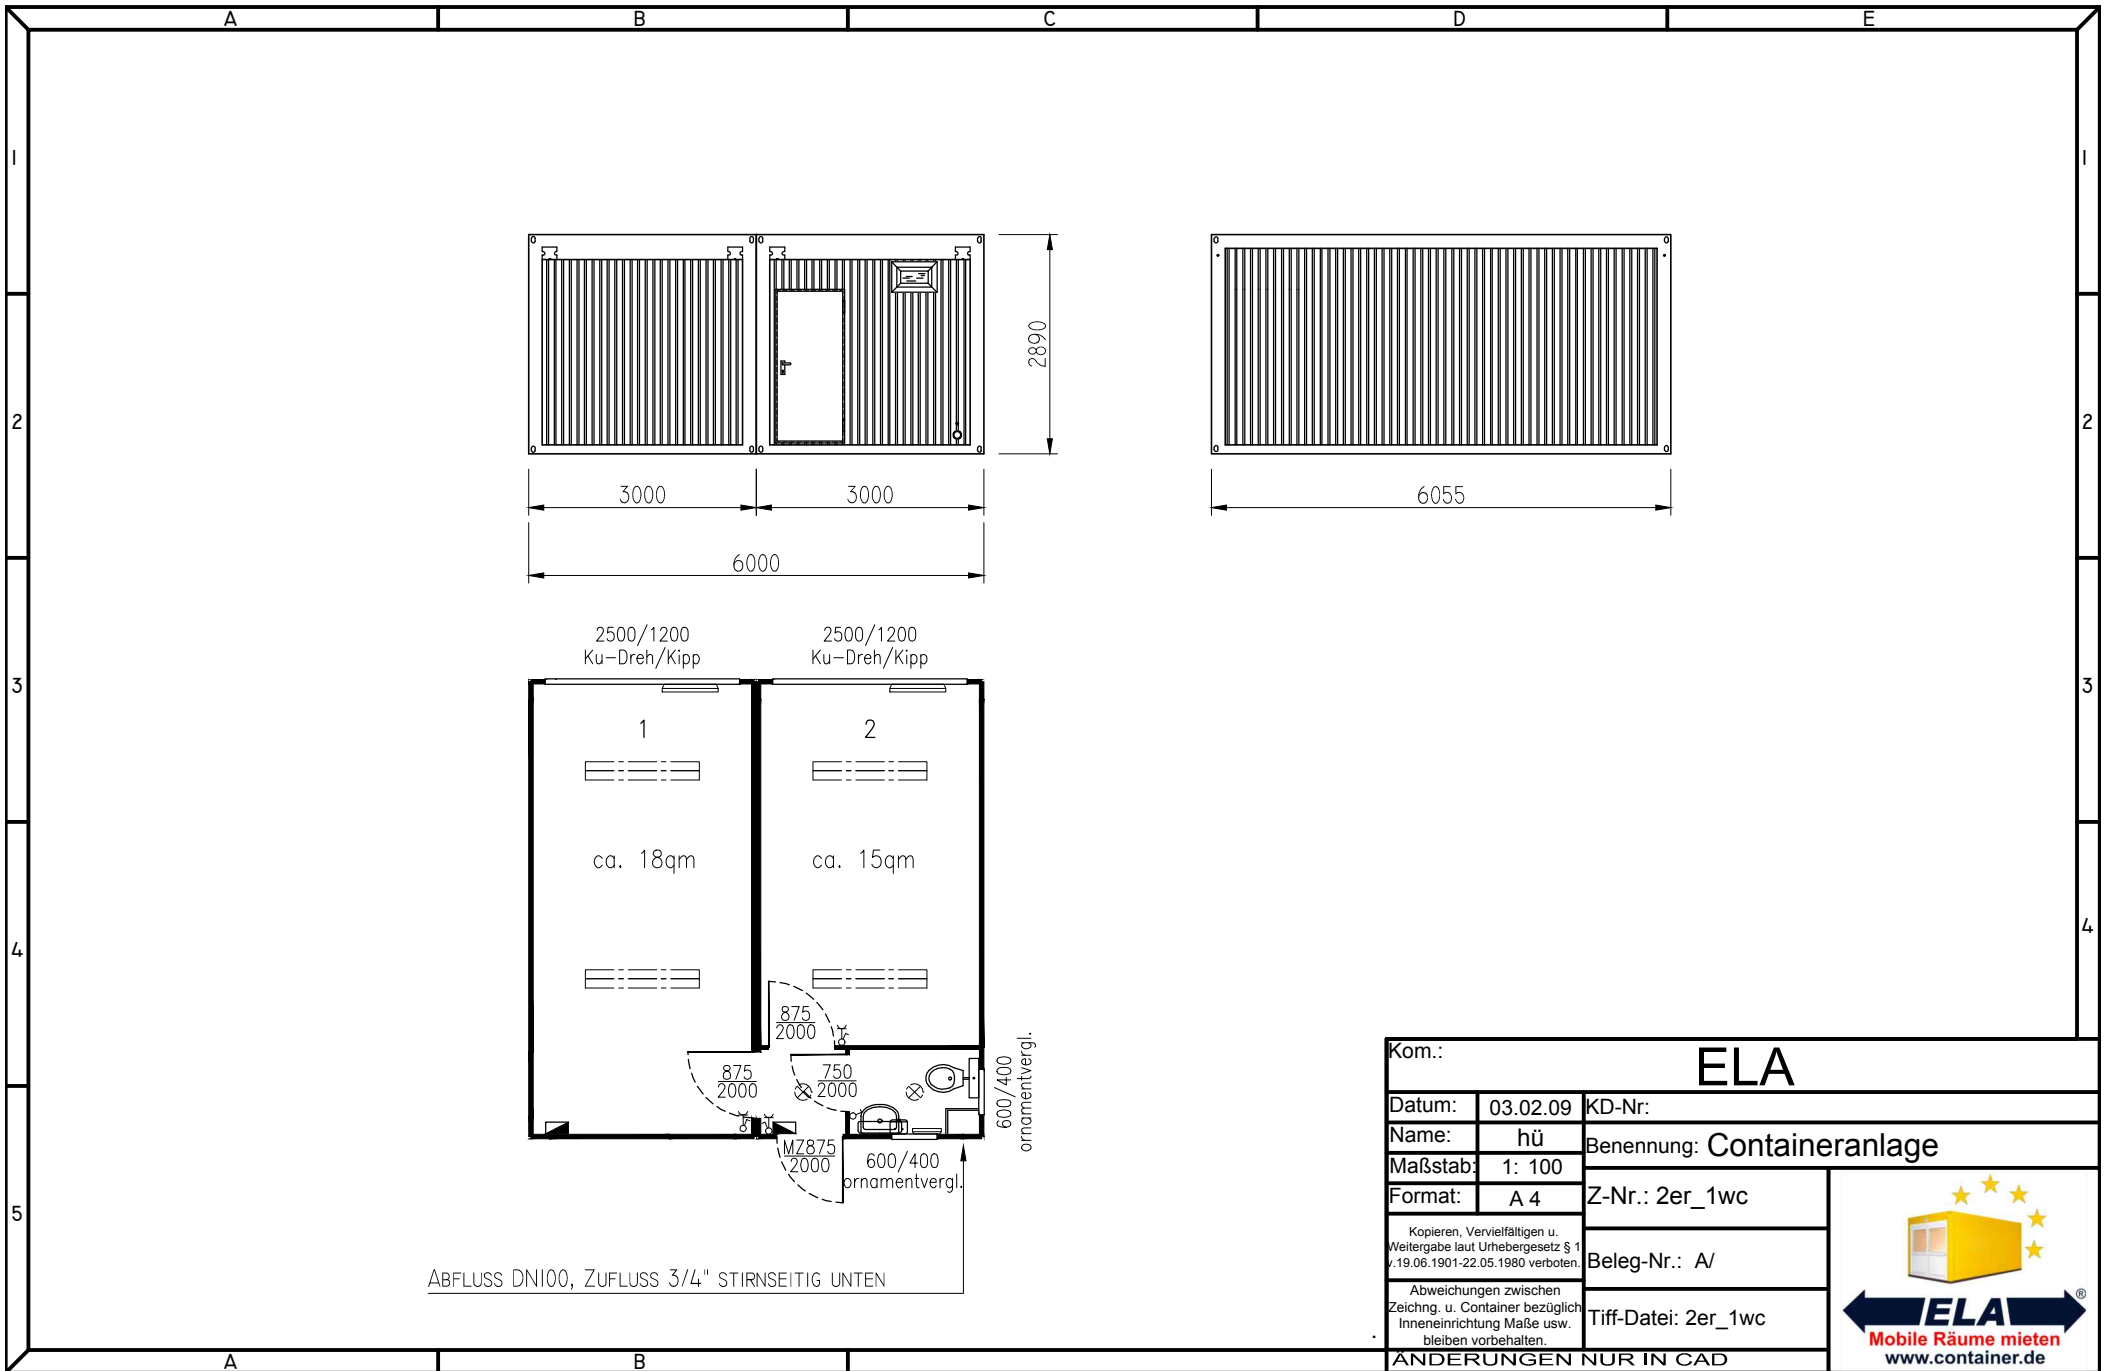 A B C D E
1 1
2890
2 2
3000 3000
6055
6000
2500/1200
Ku-Dreh/Kipp
2500/1200
Ku-Dreh/Kipp
3 3
1 2
ca. 18qm
ca. 15qm
4 4
875
2000
875
2000
750
2000
600/400
ornamentvergl.
MZ875
2000
600/400
ornamentvergl.
5
ABFLUSS DN100, ZUFLUSS 3/4" STIRNSEITIG UNTEN
Kom.: ELA
Datum: 03.02.09 KD-Nr:
Name: hü
Benennung: Containeranlage
Maßstab: 1: 100
Format: A 4
Z-Nr.: 2er_1wc
Kopieren, Vervielfältigen u.
Weitergabe laut Urhebergesetz § 1
v.19.06.1901-22.05.1980 verboten.
Beleg-Nr.: A/
Abweichungen zwischen
Zeichng. u. Container bezüglich
Inneneinrichtung Maße usw.
bleiben vorbehalten.
Tiff-Datei: 2er_1wc
ÄNDERUNGEN NUR IN CAD
ELA®
Mobile Räume mieten
www.container.de
A B